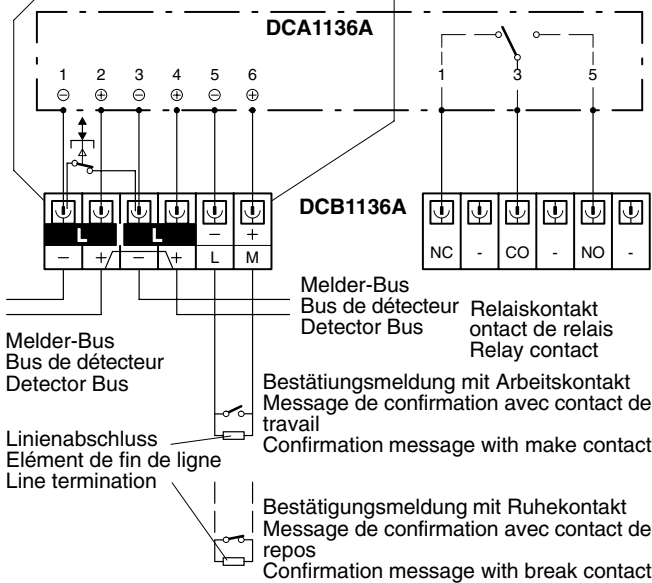 DCA1136A
1 2 3 4 5 6 1 3 5
⊖ ⊕ ⊖ ⊕ ⊖ ⊕
DCB1136A
L L − +
− + − + L M
NC - CO - NO -
Melder-Bus
Bus de détecteur
Detector Bus
Relaiskontakt
ontact de relais
Relay contact
Melder-Bus
Bus de détecteur
Detector Bus
Bestätiungsmeldung mit Arbeitskontakt
Message de confirmation avec contact de
travail
Confirmation message with make contact
Linienabschluss
Elément de fin de ligne
Line termination
Bestätigungsmeldung mit Ruhekontakt
Message de confirmation avec contact de
repos
Confirmation message with break contact